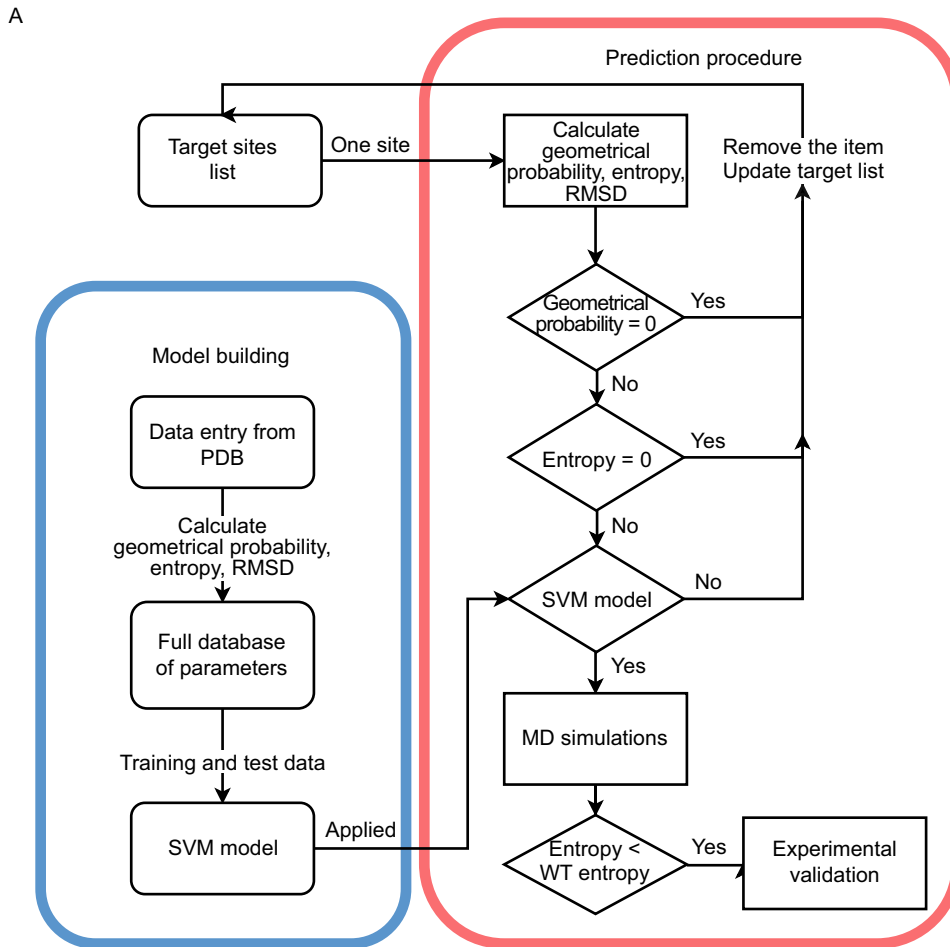 A
Prediction procedure
Target sites
list
One site
Calculate
geometrical
probability, entropy,
RMSD
Remove the item
Update target list
Geometrical
probability = 0
Yes
No
Entropy = 0
Yes
No
SVM model
No
Yes
MD simulations
Entropy <
WT entropy
Yes
Experimental
validation
Model building
Data entry from
PDB
Calculate
geometrical probability,
entropy, RMSD
Full database
of parameters
Training and test data
SVM model
Applied